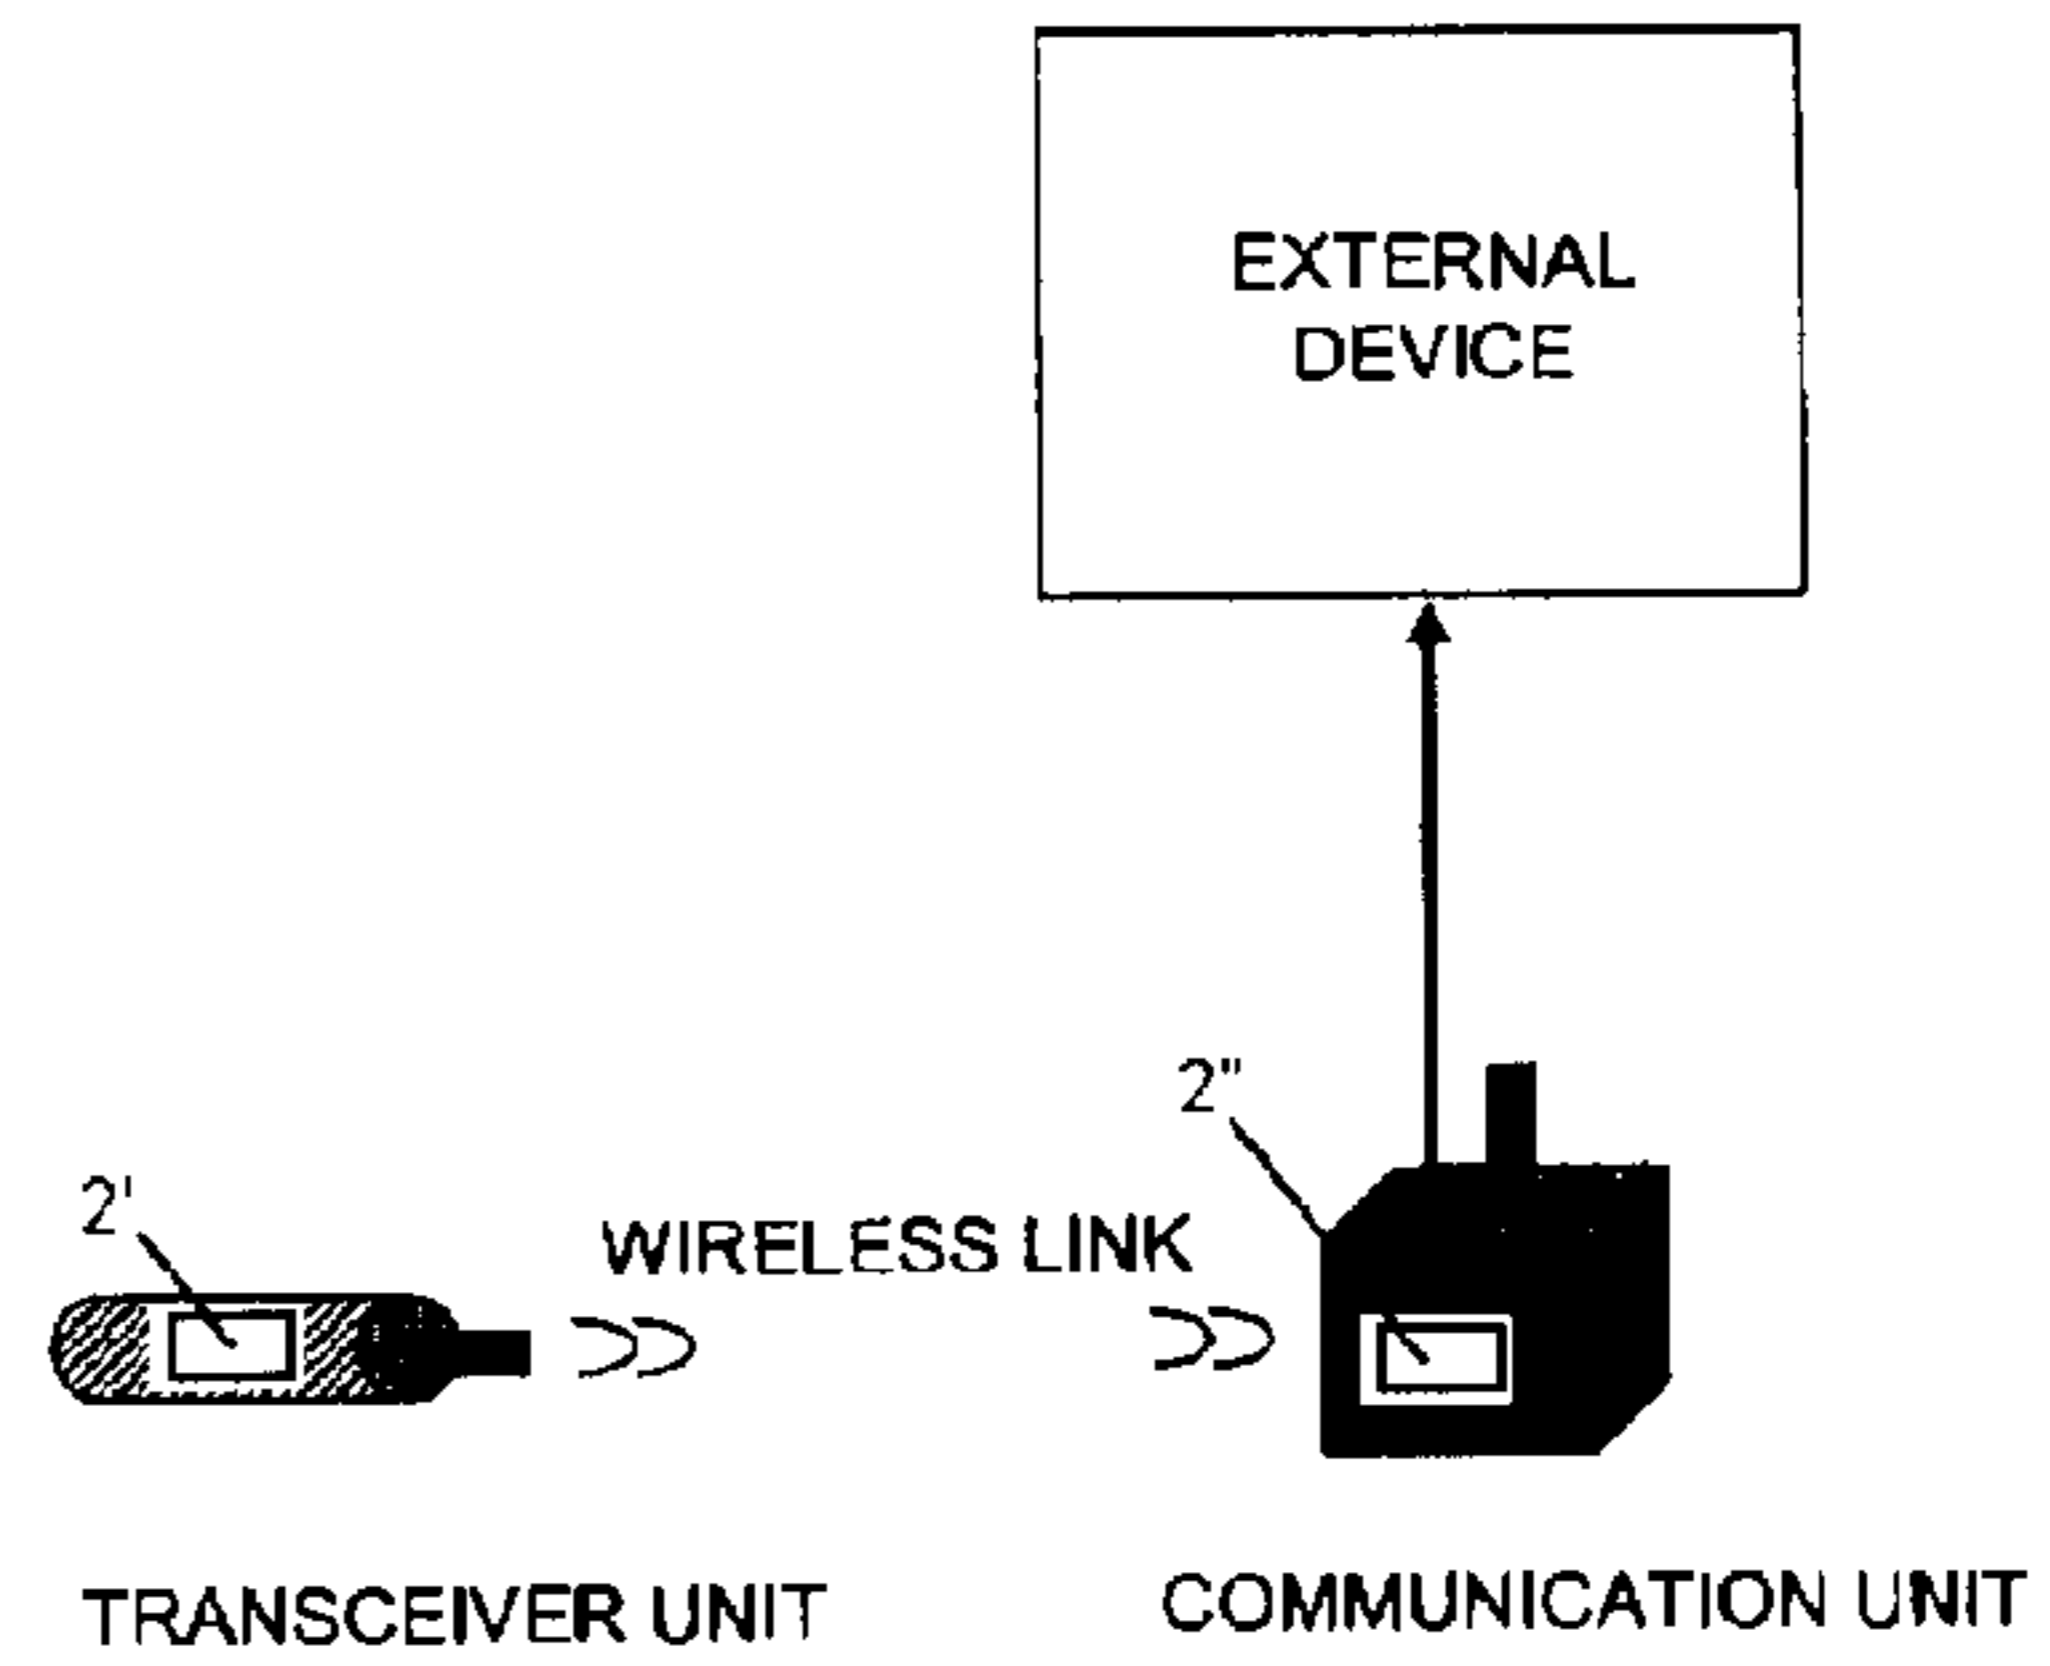 EXTERNAL
DEVICE
2"
2'
WIRELESS LINK
TRANSCEIVER UNIT
COMMUNICATION UNIT